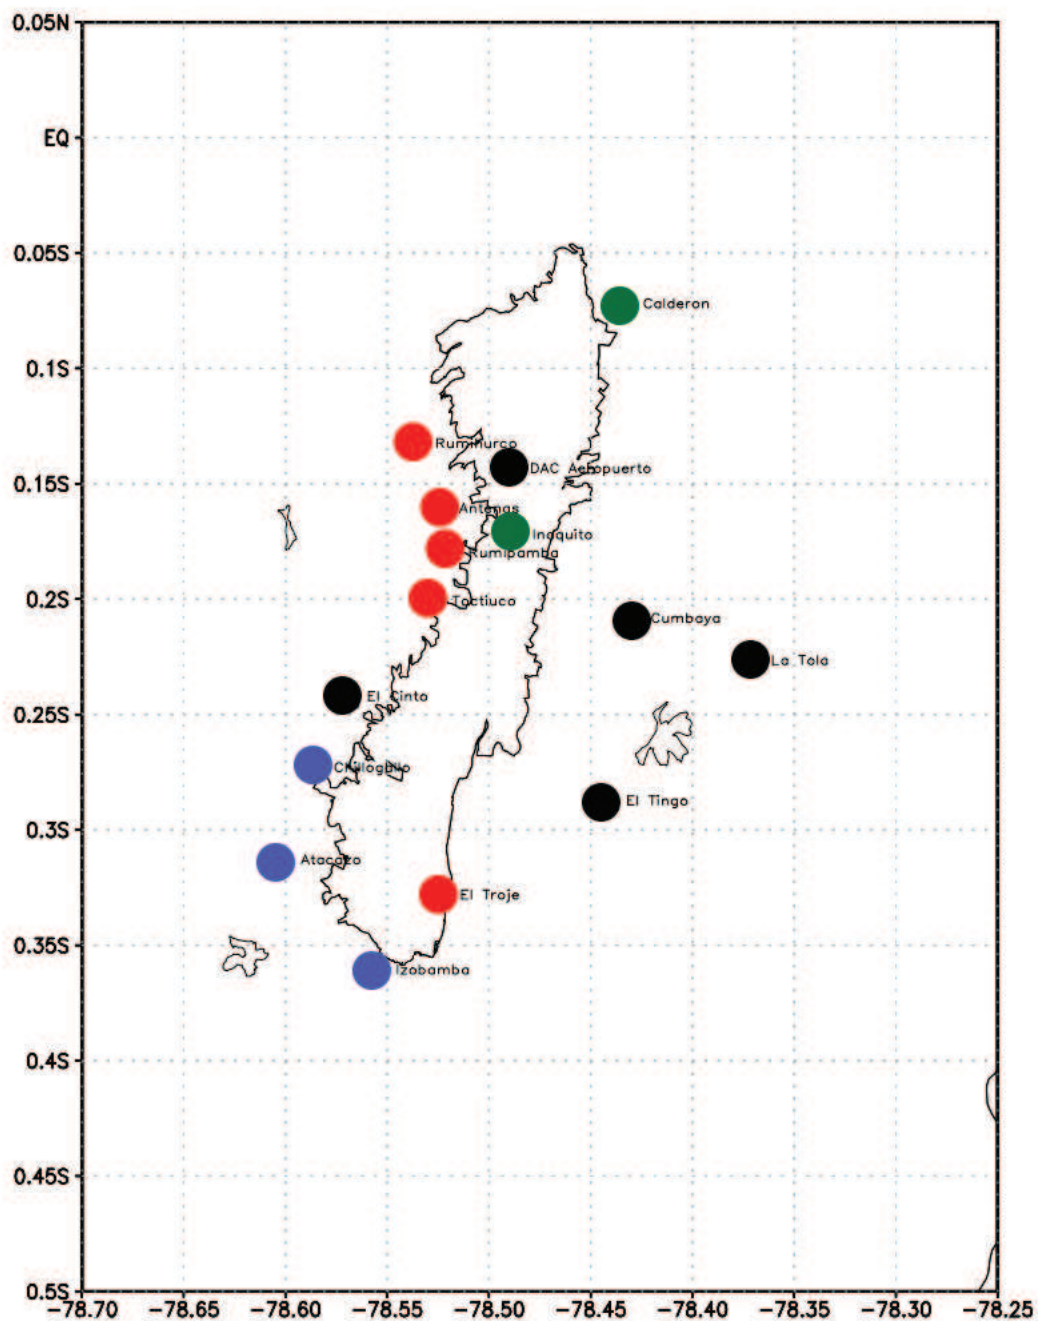 0.05N
EQ
0.05S
Calderon
0.1S
Rumihurco
DAC Aeropuerto
0.15S
Antenas
Inaquito
Rumipamba
0.2S
Toctiuco
Cumbaya
La Tola
El Cinto
0.25S
Chillogallo
El Tingo
0.3S
Atacazo
El Troje
0.35S
Izobamba
0.4S
0.45S
0.5S
-78.70 -78.65 -78.60 -78.55 -78.50 -78.45 -78.40 -78.35 -78.30 -78.25